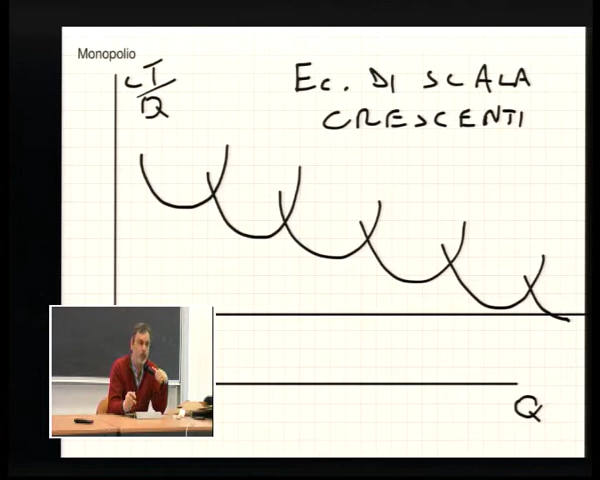 Monopolio
CT
Q
Ec. DI SCALA
CRESCENTI
Q